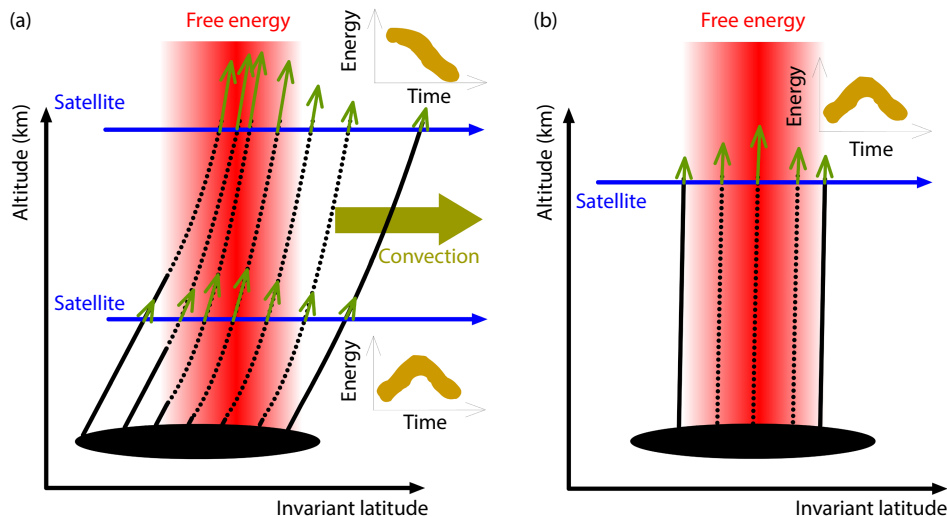 (a)
Free energy
Energy
Time
Satellite
Altitude (km)
Convection
Satellite
Energy
Time
Invariant latitude
(b)
Free energy
Energy
Time
Altitude (km)
Satellite
Invariant latitude